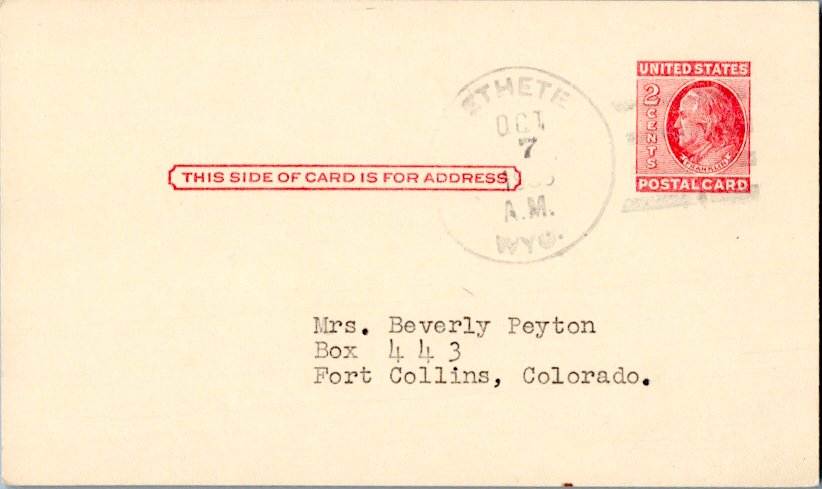 UNITED STATES
2 CENTS
FRANKLIN
POSTAL CARD
ETHETE
OCT
7
A.M.
WYO.
THIS SIDE OF CARD IS FOR ADDRESS
Mrs. Beverly Peyton
Box 4 4 3
Fort Collins, Colorado.